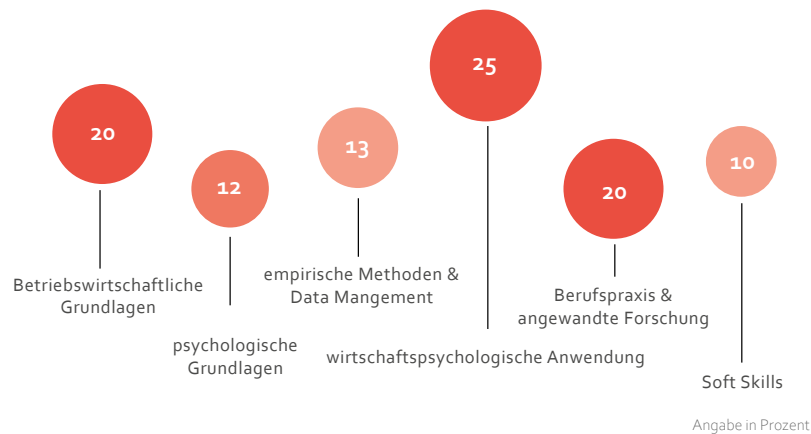 20
Betriebswirtschaftliche
Grundlagen
12
psychologische
Grundlagen
13
empirische Methoden &
Data Mangement
25
wirtschaftspsychologische Anwendung
20
Berufspraxis &
angewandte Forschung
10
Soft Skills
Angabe in Prozent